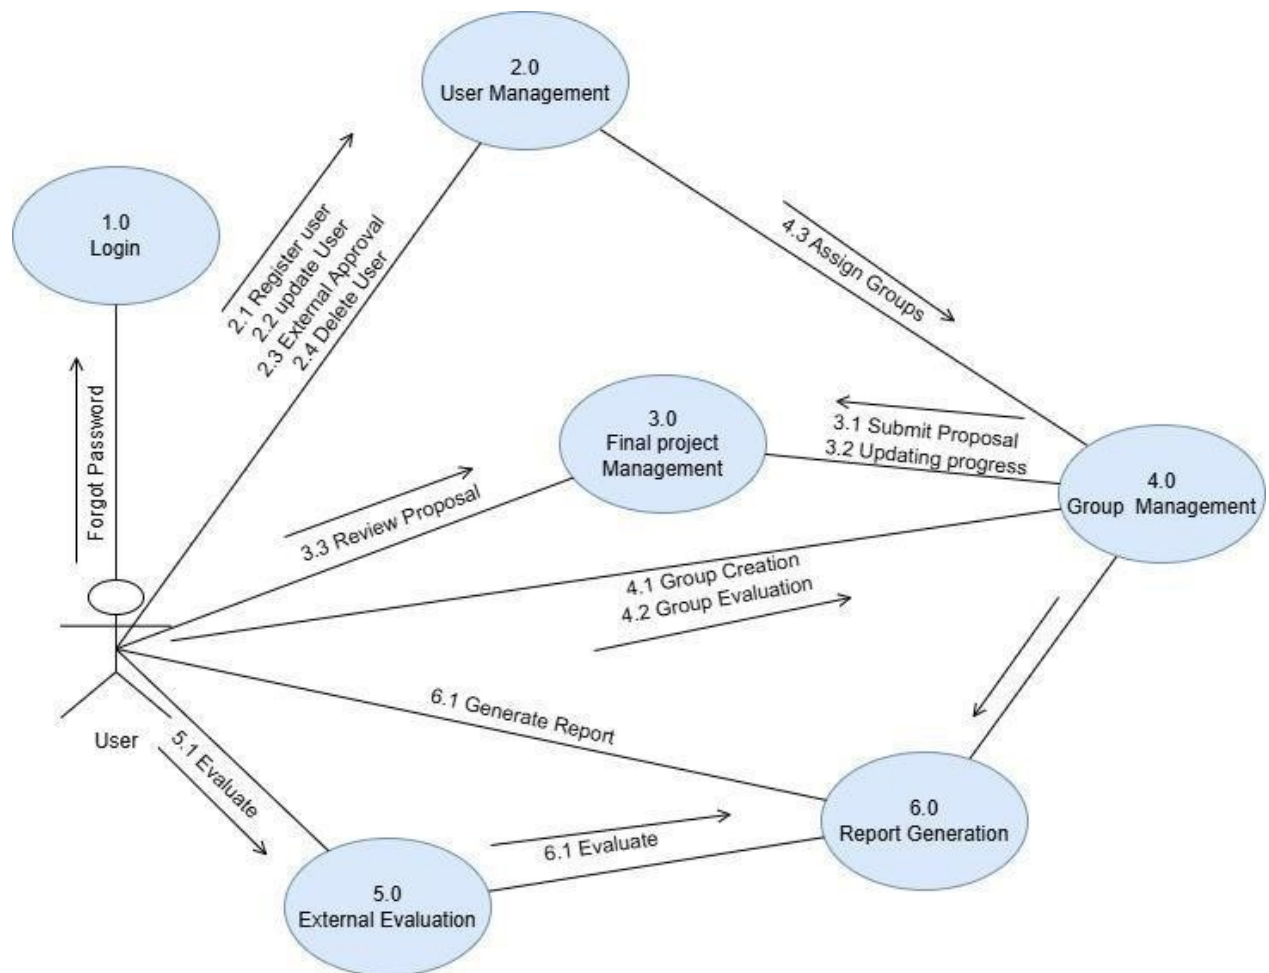 2.0
User Management
1.0
Login
2.1 Register user
2.2 update User
2.3 External Approval
2.4 Delete User
4.3 Assign Groups
Forgot Password
3.0
Final project
Management
3.1 Submit Proposal
3.2 Updating progress
4.0
Group Management
3.3 Review Proposal
4.1 Group Creation
4.2 Group Evaluation
User
6.1 Generate Report
5.1 Evaluate
6.1 Evaluate
6.0
Report Generation
5.0
External Evaluation